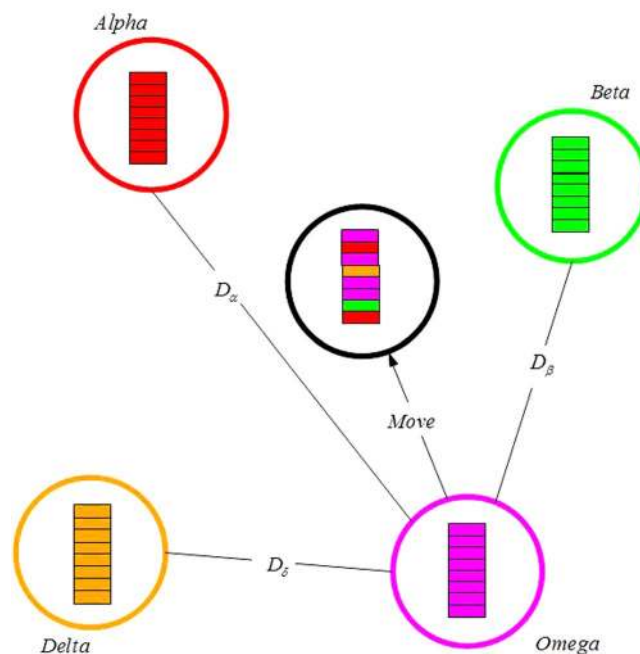 Alpha
Beta
D_α
D_β
Move
D_δ
Delta
Omega